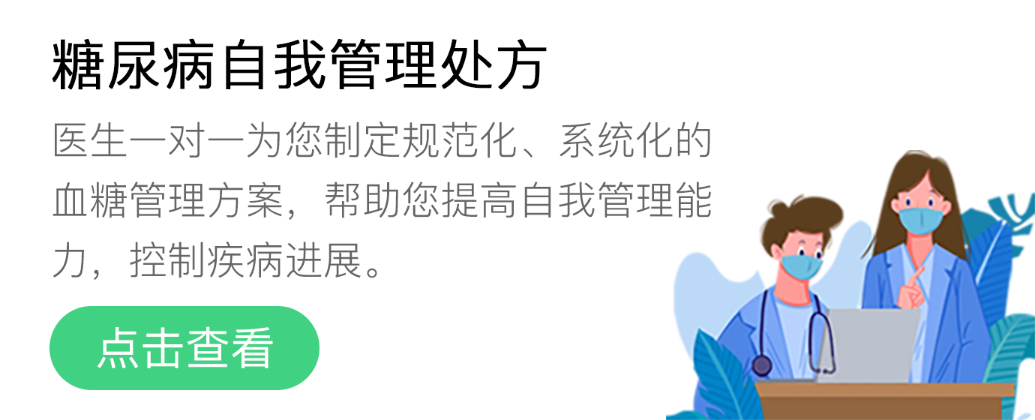 糖尿病自我管理处方
医生一对一为您制定规范化、系统化的
血糖管理方案，帮助您提高自我管理能
力，控制疾病进展。
点击查看